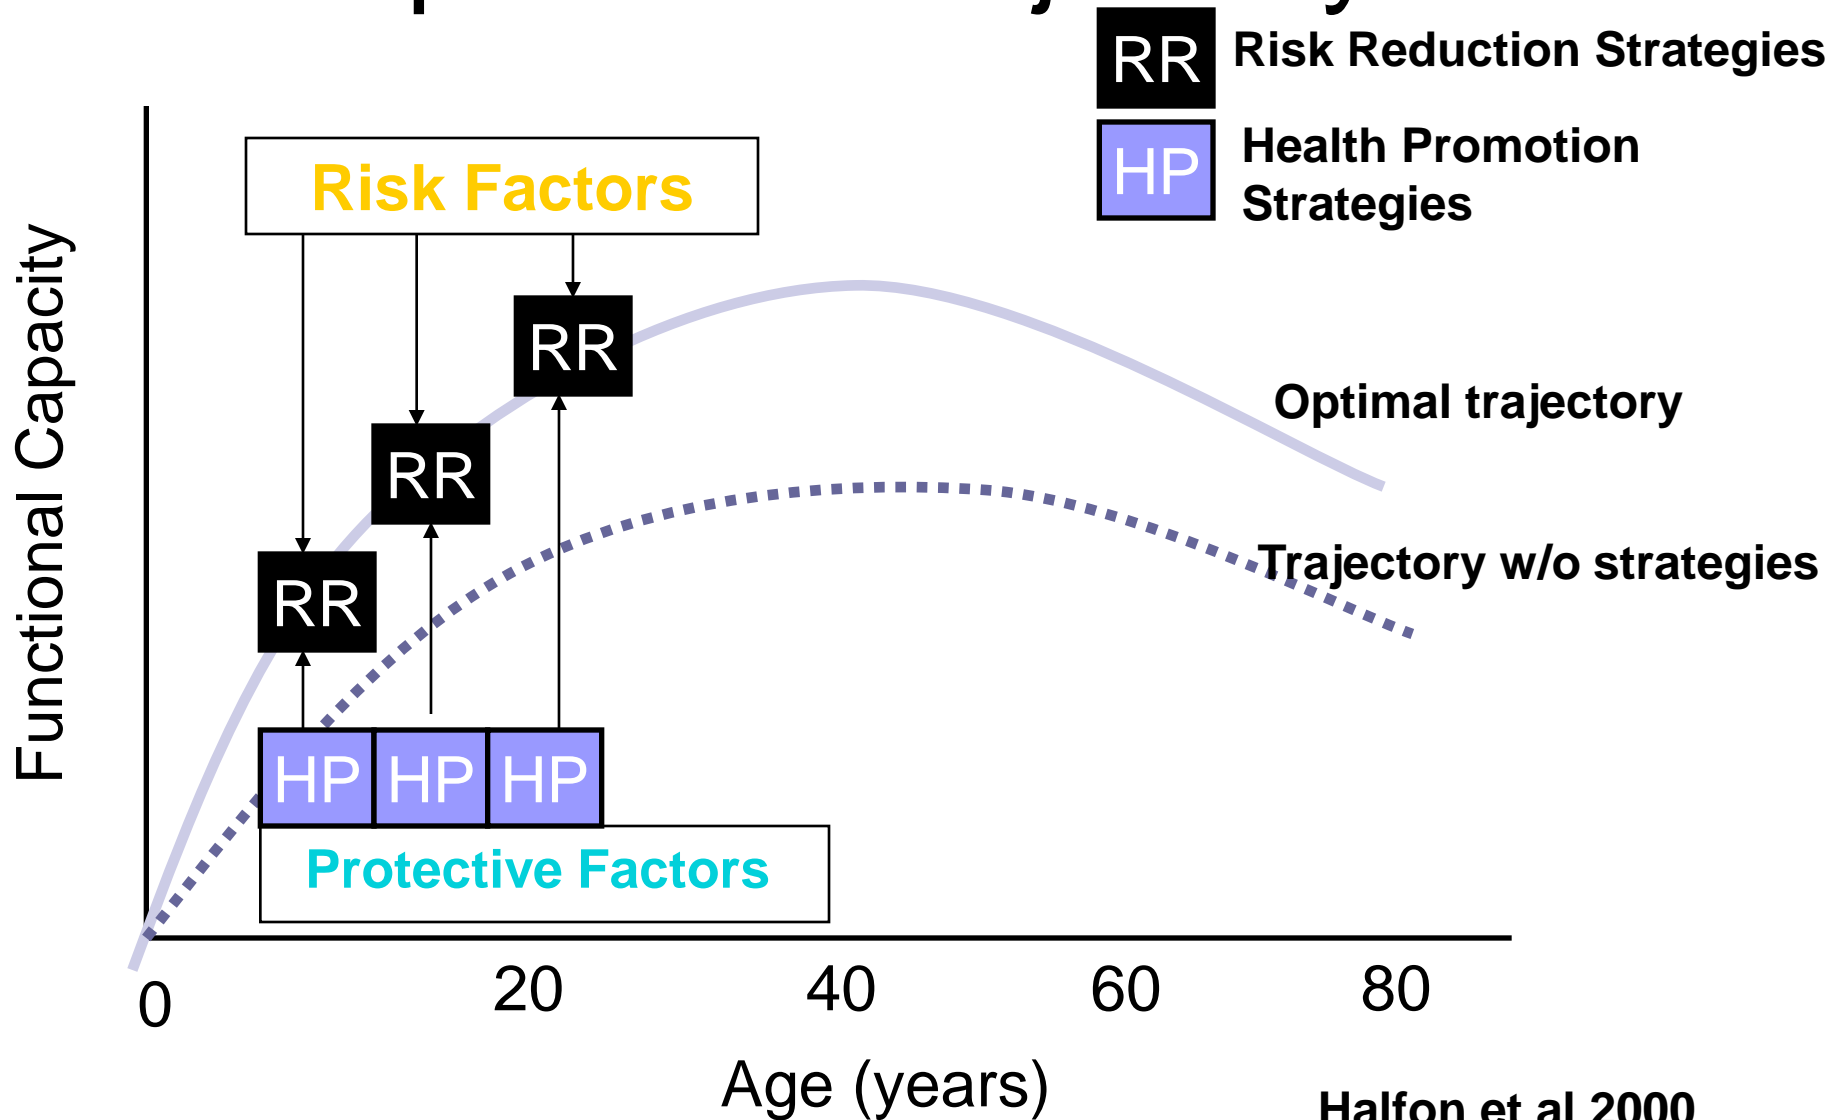 RR Risk Reduction Strategies
HP Health Promotion
Strategies
Risk Factors
RR
RR
RR
Optimal trajectory
Trajectory w/o strategies
HP HP HP
Protective Factors
Functional Capacity
0 20 40 60 80
Age (years)
Halfon et al 2000